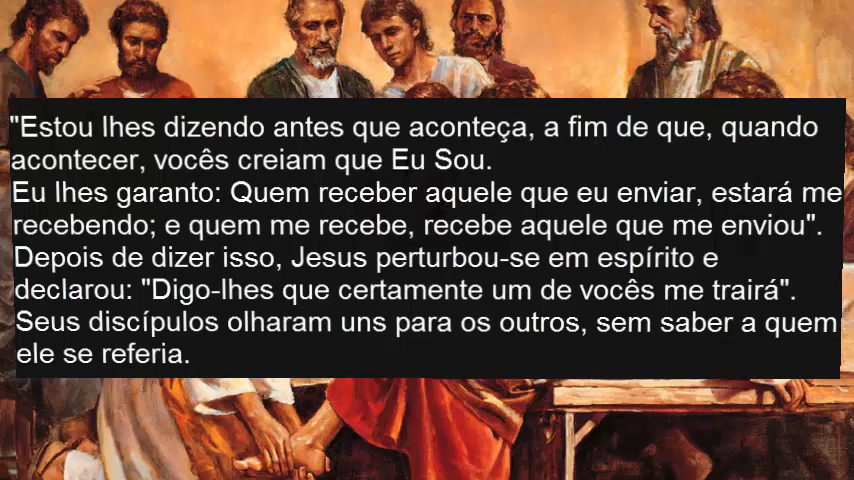 "Estou lhes dizendo antes que aconteça, a fim de que, quando
acontecer, vocês creiam que Eu Sou.
Eu lhes garanto: Quem receber aquele que eu enviar, estará me
recebendo; e quem me recebe, recebe aquele que me enviou".
Depois de dizer isso, Jesus perturbou-se em espírito e
declarou: "Digo-lhes que certamente um de vocês me trairá".
Seus discípulos olharam uns para os outros, sem saber a quem
ele se referia.